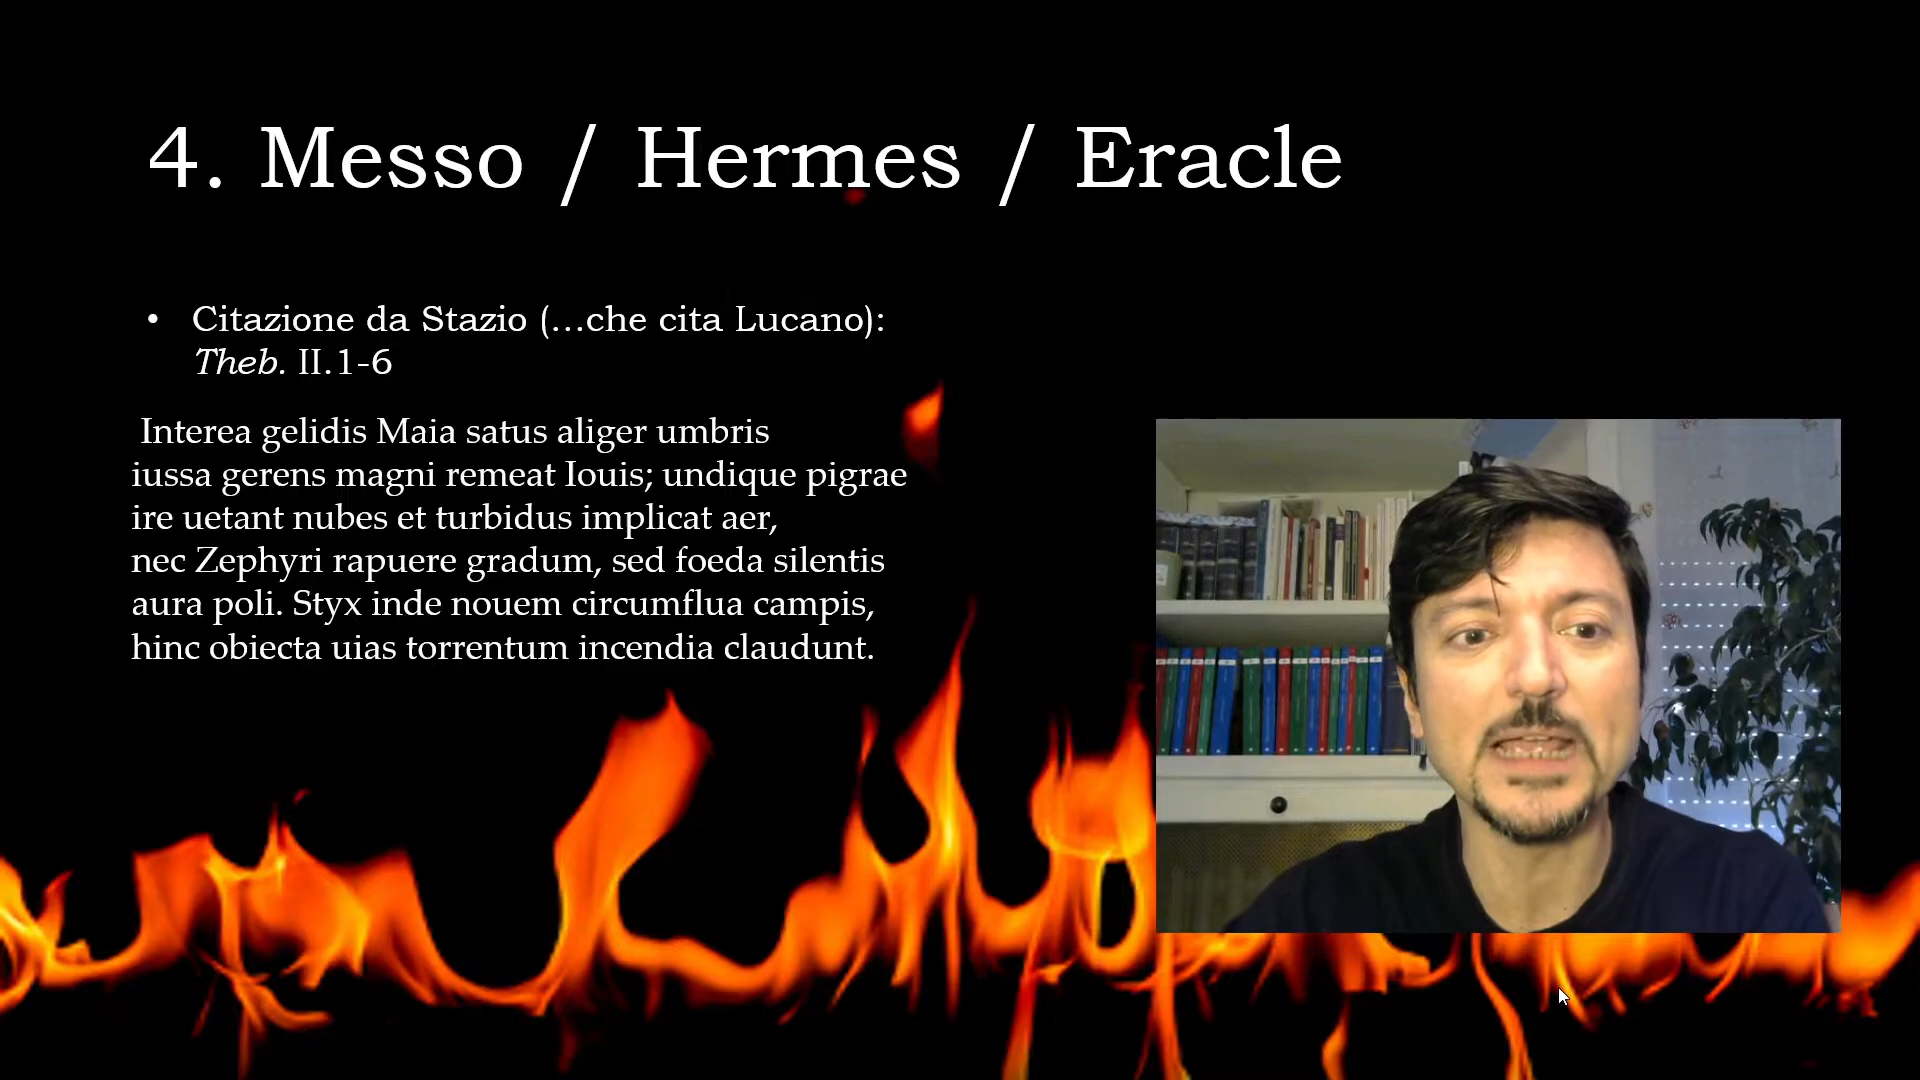 4. Messo / Hermes / Eracle
• Citazione da Stazio (…che cita Lucano):
Theb. II.1-6
Interea gelidis Maia satus aliger umbris
iussa gerens magni remeat Iouis; undique pigrae
ire uetant nubes et turbidus implicat aer,
nec Zephyri rapuere gradum, sed foeda silentis
aura poli. Styx inde nouem circumflua campis,
hinc obiecta uias torrentum incendia claudunt.